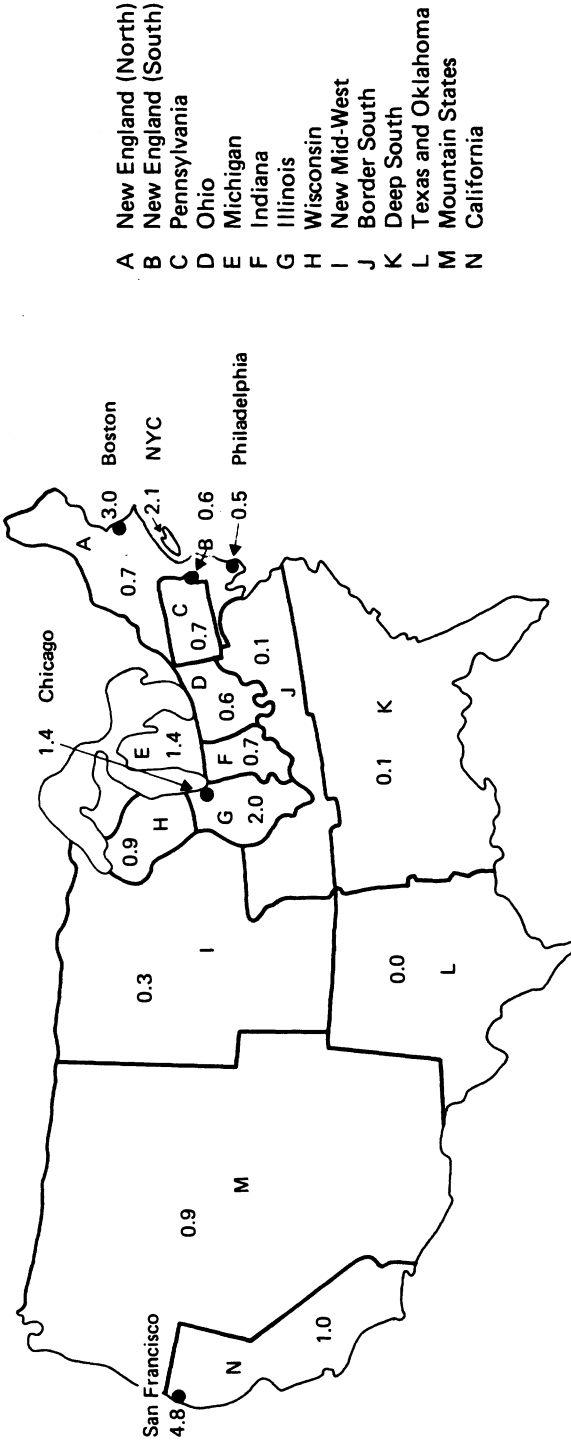 San Francisco
4.8
N
1.0
0.9
M
0.3
I
0.0
L
0.9
H
1.4 Chicago
E
1.4
G
2.0
F
0.7
D
0.6
C
0.7
J
0.1
K
0.1
A
0.7
3.0 Boston
2.1 NYC
B 0.6
0.5 Philadelphia
A New England (North)
B New England (South)
C Pennsylvania
D Ohio
E Michigan
F Indiana
G Illinois
H Wisconsin
I New Mid-West
J Border South
K Deep South
L Texas and Oklahoma
M Mountain States
N California